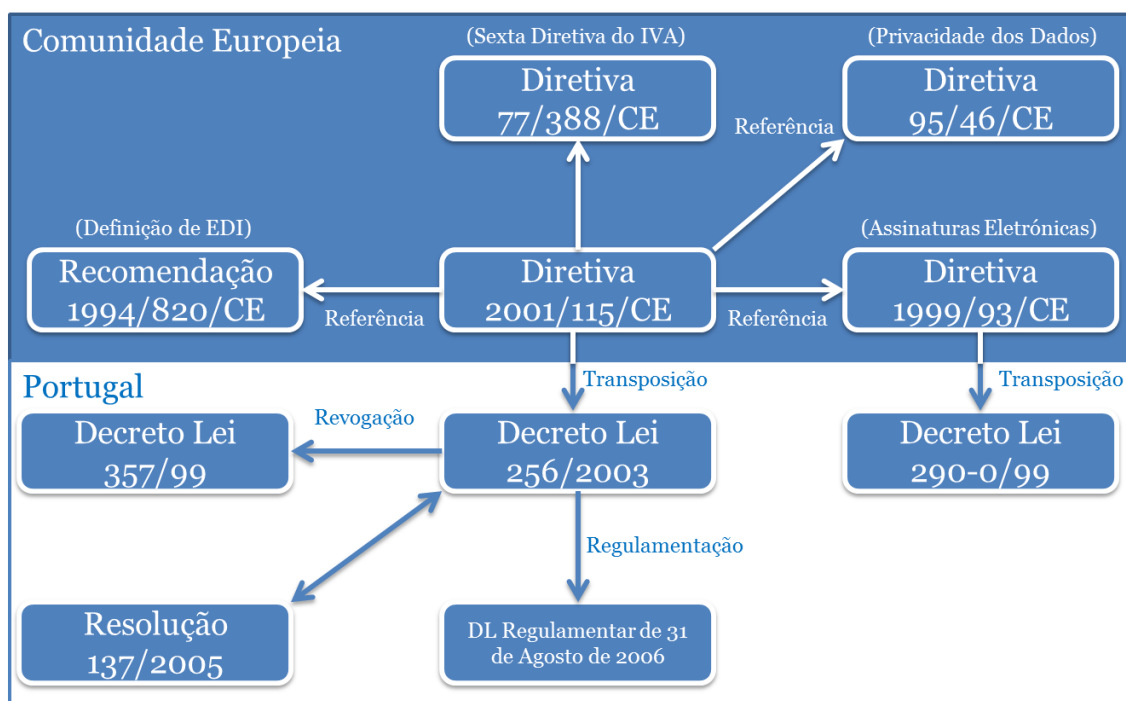 Comunidade Europeia
(Sexta Diretiva do IVA)
(Privacidade dos Dados)
Diretiva
77/388/CE
Referência
Diretiva
95/46/CE
(Definição de EDI)
(Assinaturas Eletrónicas)
Recomendação
1994/820/CE
Referência
Diretiva
2001/115/CE
Referência
Diretiva
1999/93/CE
Portugal
Transposição
Transposição
Decreto Lei
357/99
Revogação
Decreto Lei
256/2003
Decreto Lei
290-0/99
Regulamentação
Resolução
137/2005
DL Regulamentar de 31
de Agosto de 2006